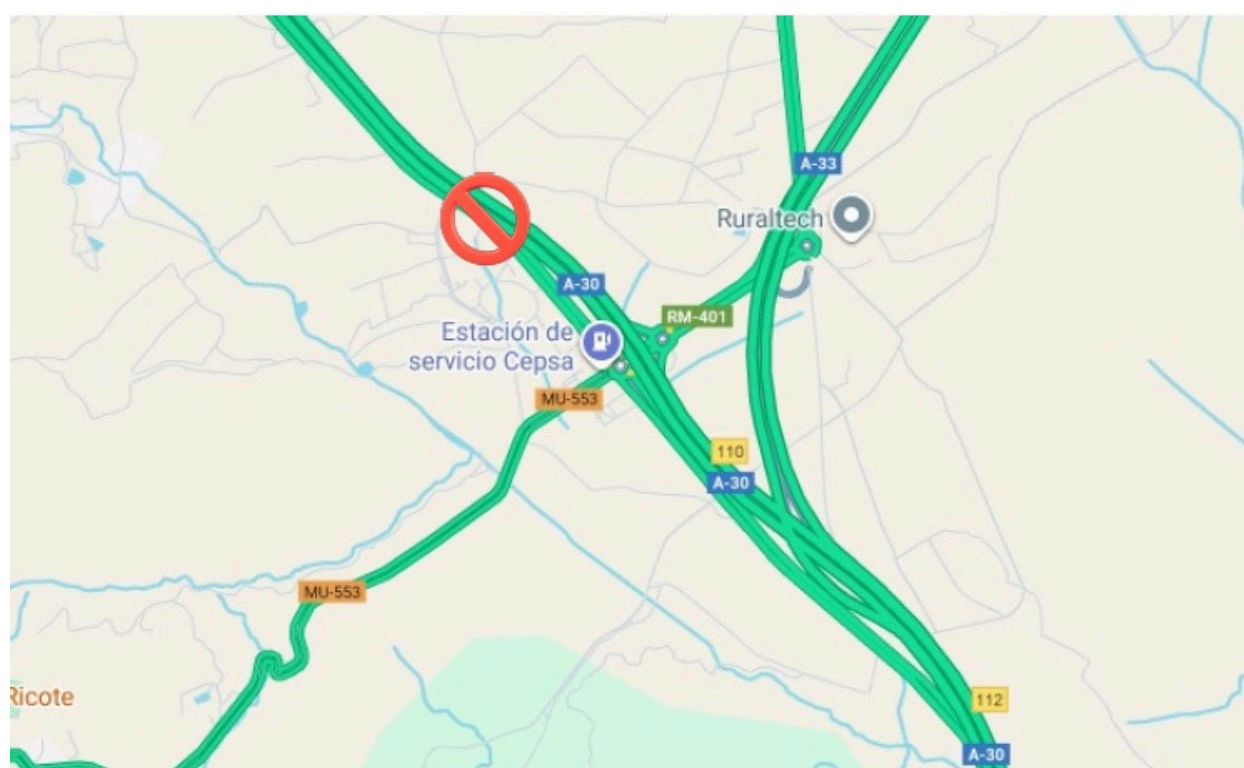 A-33
Ruraltech
A-30
RM-401
Estación de
servicio Cepsa
MU-553
110
A-30
MU-553
Ricote
112
A-30